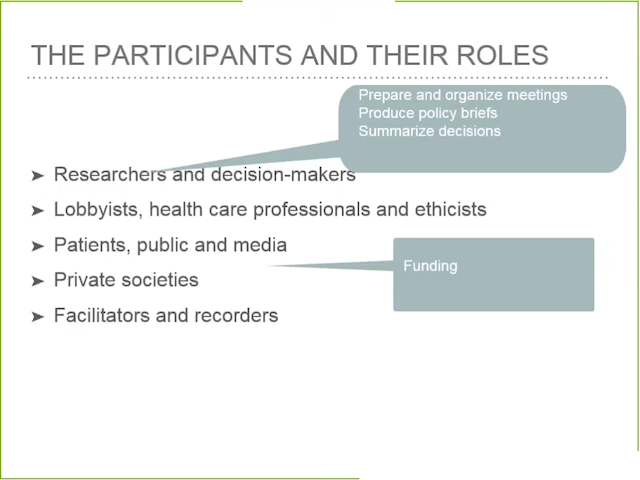 THE PARTICIPANTS AND THEIR ROLES
Prepare and organize meetings
Produce policy briefs
Summarize decisions
➤ Researchers and decision-makers
➤ Lobbyists, health care professionals and ethicists
➤ Patients, public and media
Funding
➤ Private societies
➤ Facilitators and recorders